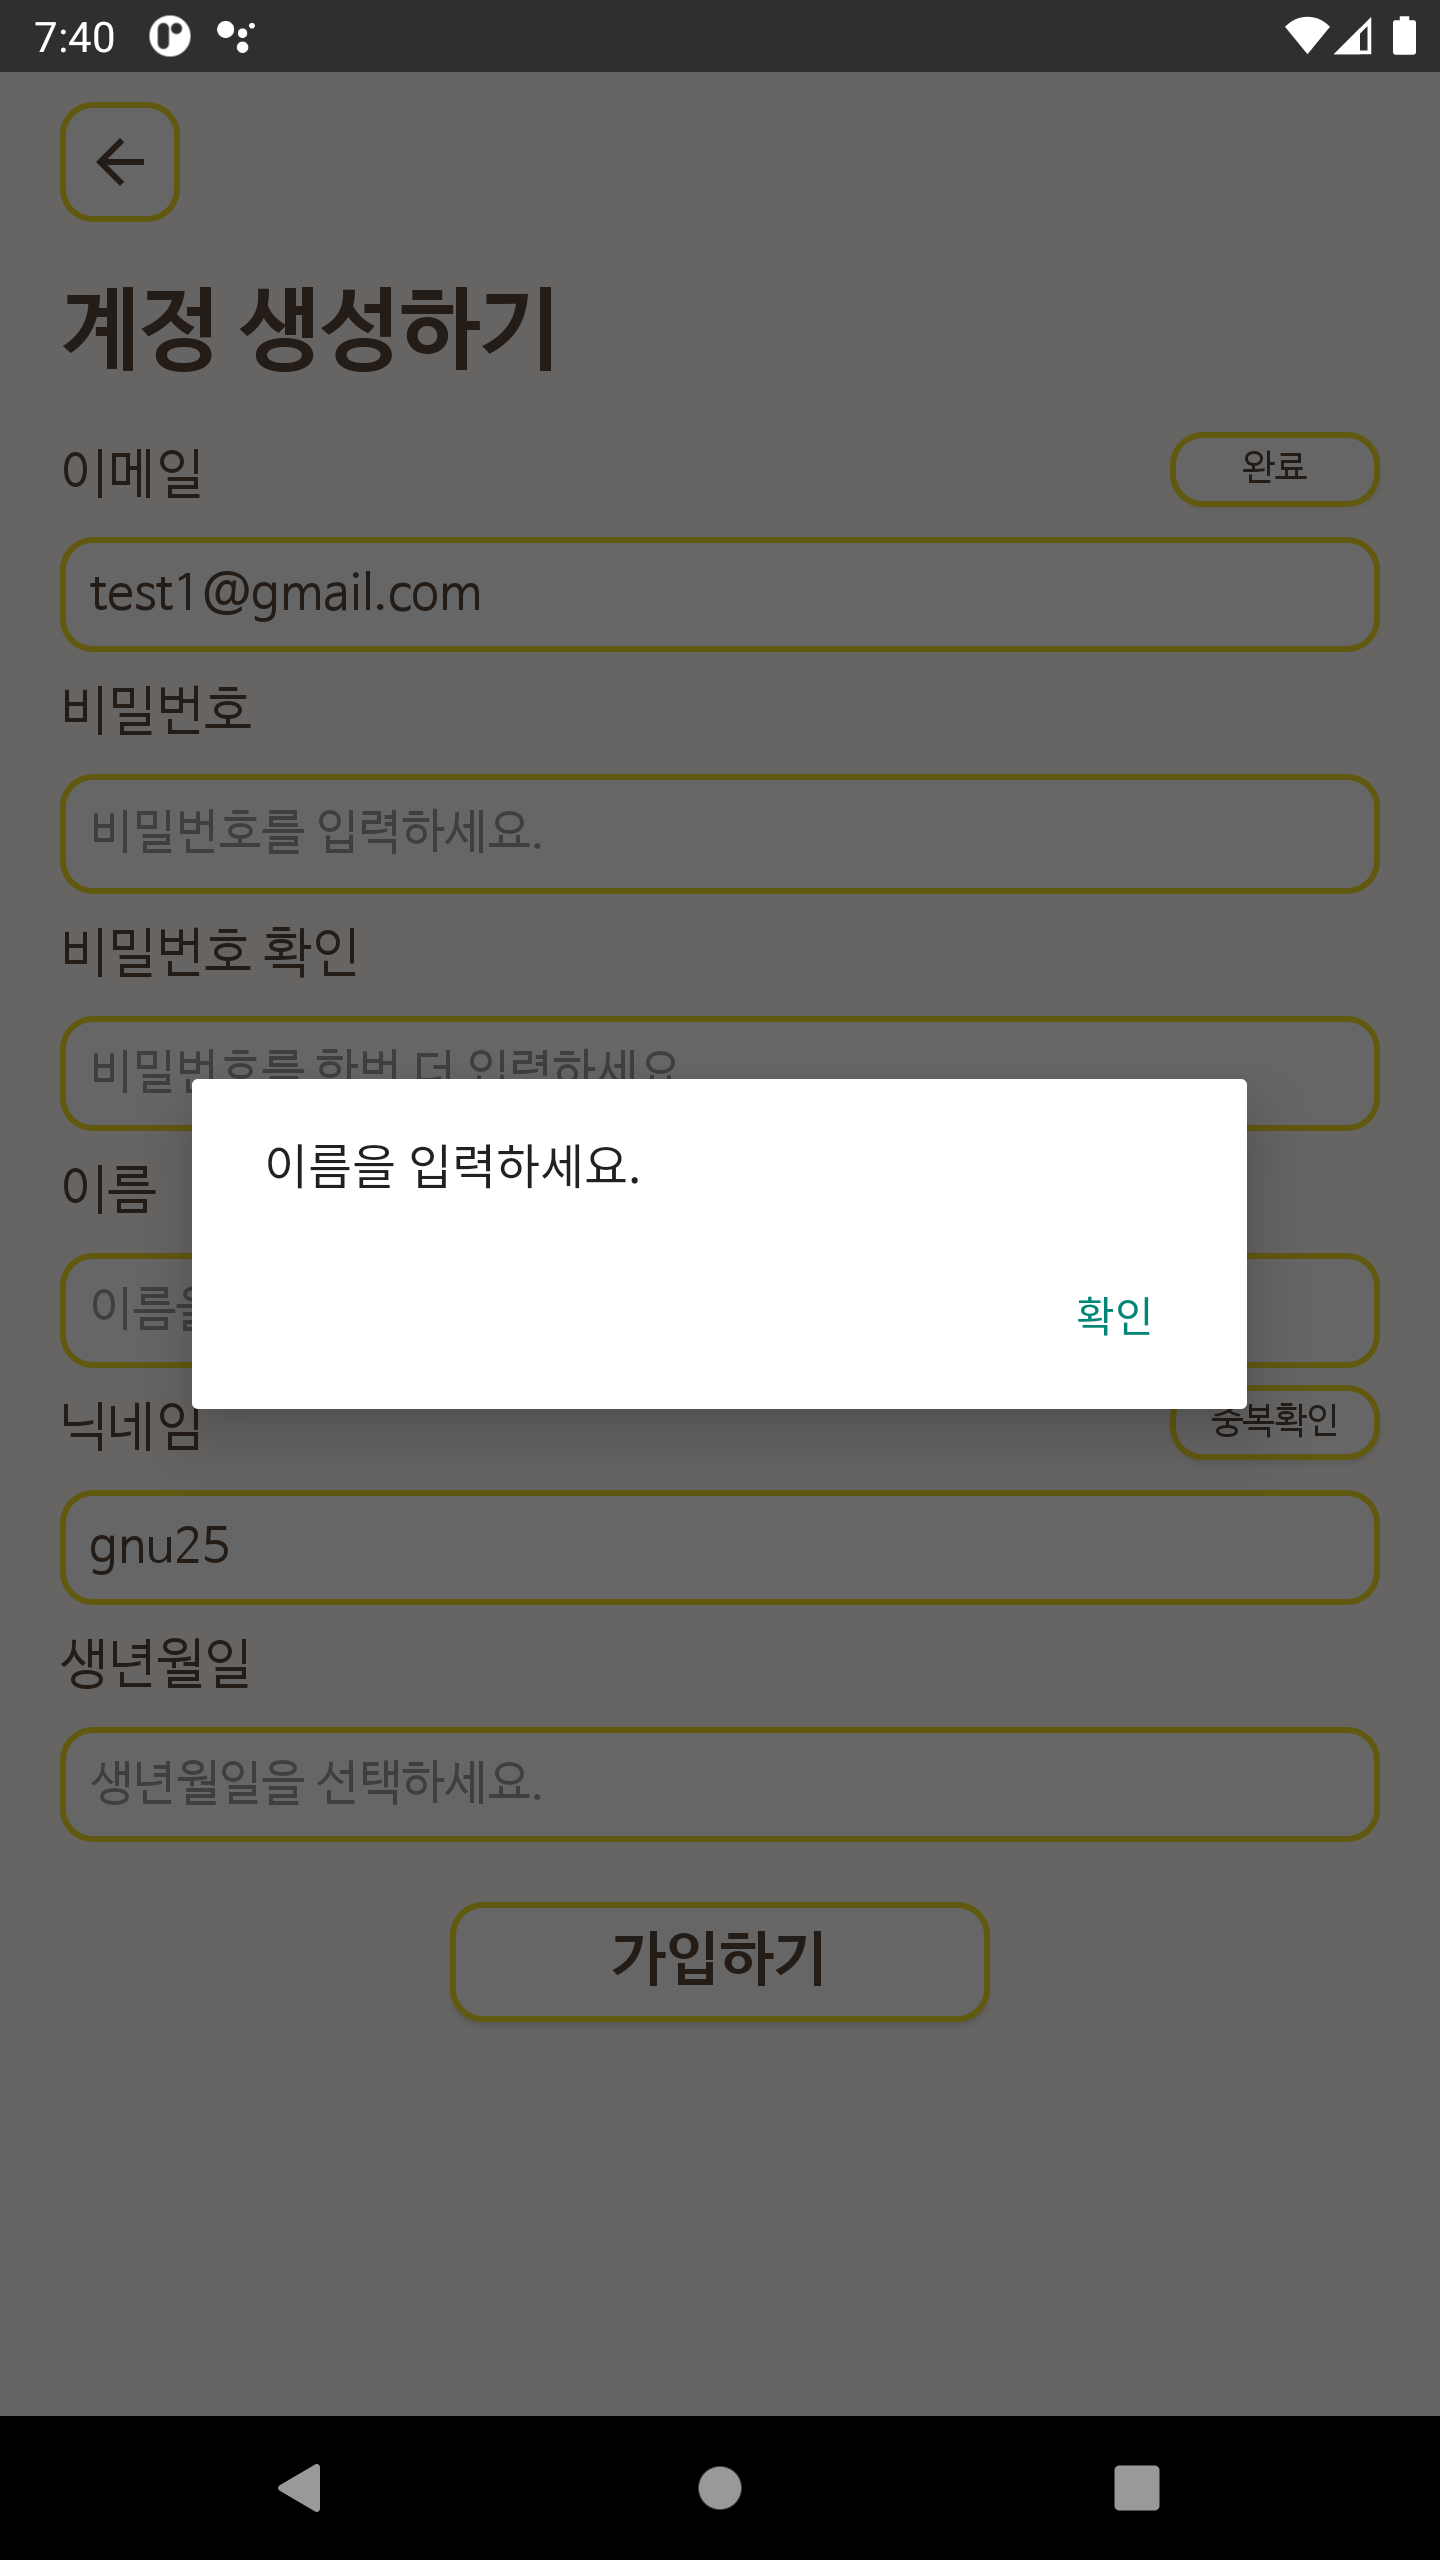 7:40
계정 생성하기
이메일
완료
test1@gmail.com
비밀번호
비밀번호를 입력하세요.
비밀번호 확인
비밀번호를 한번 더 입력하세요
이름을 입력하세요.
확인
이름
이름을
닉네임
중복확인
gnu25
생년월일
생년월일을 선택하세요.
가입하기